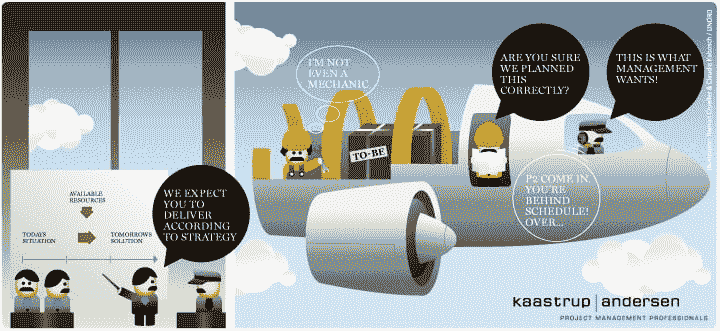 AVAILABLE
RESOURCES
TODAYS
SITUATION
TOMORROWS
SOLUTION
WE EXPECT
YOU TO
DELIVER
ACCORDING
TO STRATEGY
I'M NOT
EVEN A
MECHANIC
TO-BE
ARE YOU SURE
WE PLANNED
THIS
CORRECTLY?
THIS IS WHAT
MANAGEMENT
WANTS!
P2 COME IN
YOU'RE
BEHIND
SCHEDULE!
OVER...
kaastrup|andersen
PROJECT MANAGEMENT PROFESSIONALS